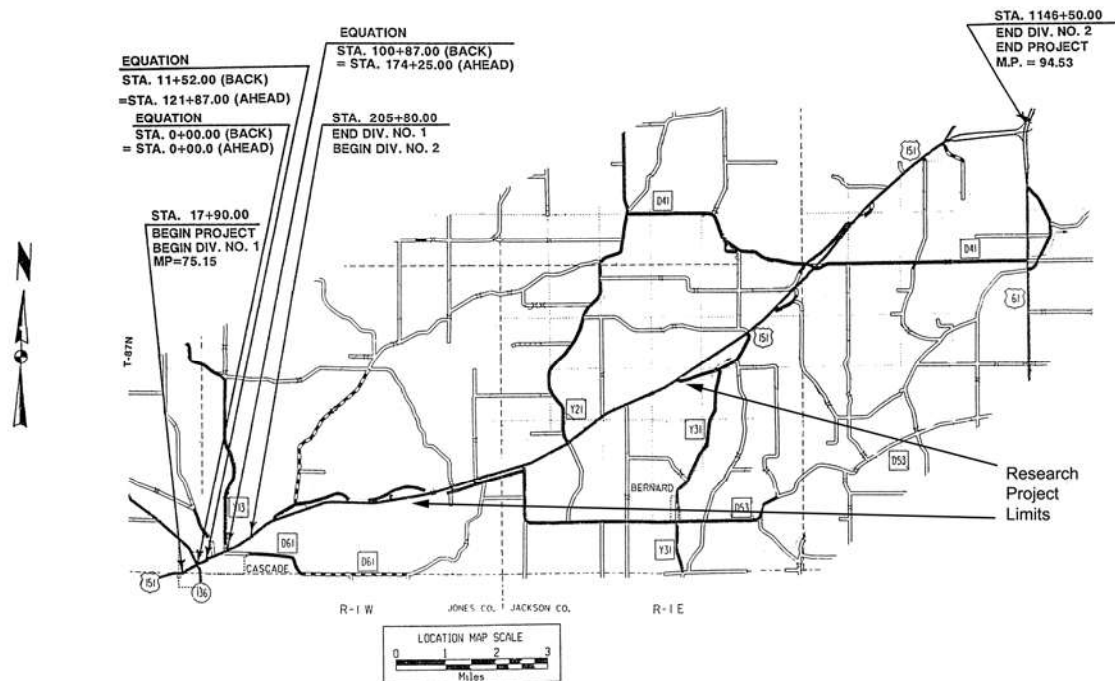 STA. 1146+50.00
END DIV. NO. 2
END PROJECT
M.P. = 94.53
EQUATION
STA. 100+87.00 (BACK)
= STA. 174+25.00 (AHEAD)
EQUATION
STA. 11+52.00 (BACK)
=STA. 121+87.00 (AHEAD)
EQUATION
STA. 0+00.00 (BACK)
= STA. 0+00.0 (AHEAD)
STA. 205+80.00
END DIV. NO. 1
BEGIN DIV. NO. 2
STA. 17+90.00
BEGIN PROJECT
BEGIN DIV. NO. 1
MP=75.15
N
T-87N
151
D41
D41
61
151
Y21
Y31
D53
BERNARD
D53
Y31
Research
Project
Limits
Y13
D61
D61
CASCADE
151
136
R-1W
JONES CO.
JACKSON CO.
R-1E
LOCATION MAP SCALE
0 1 2 3
Miles